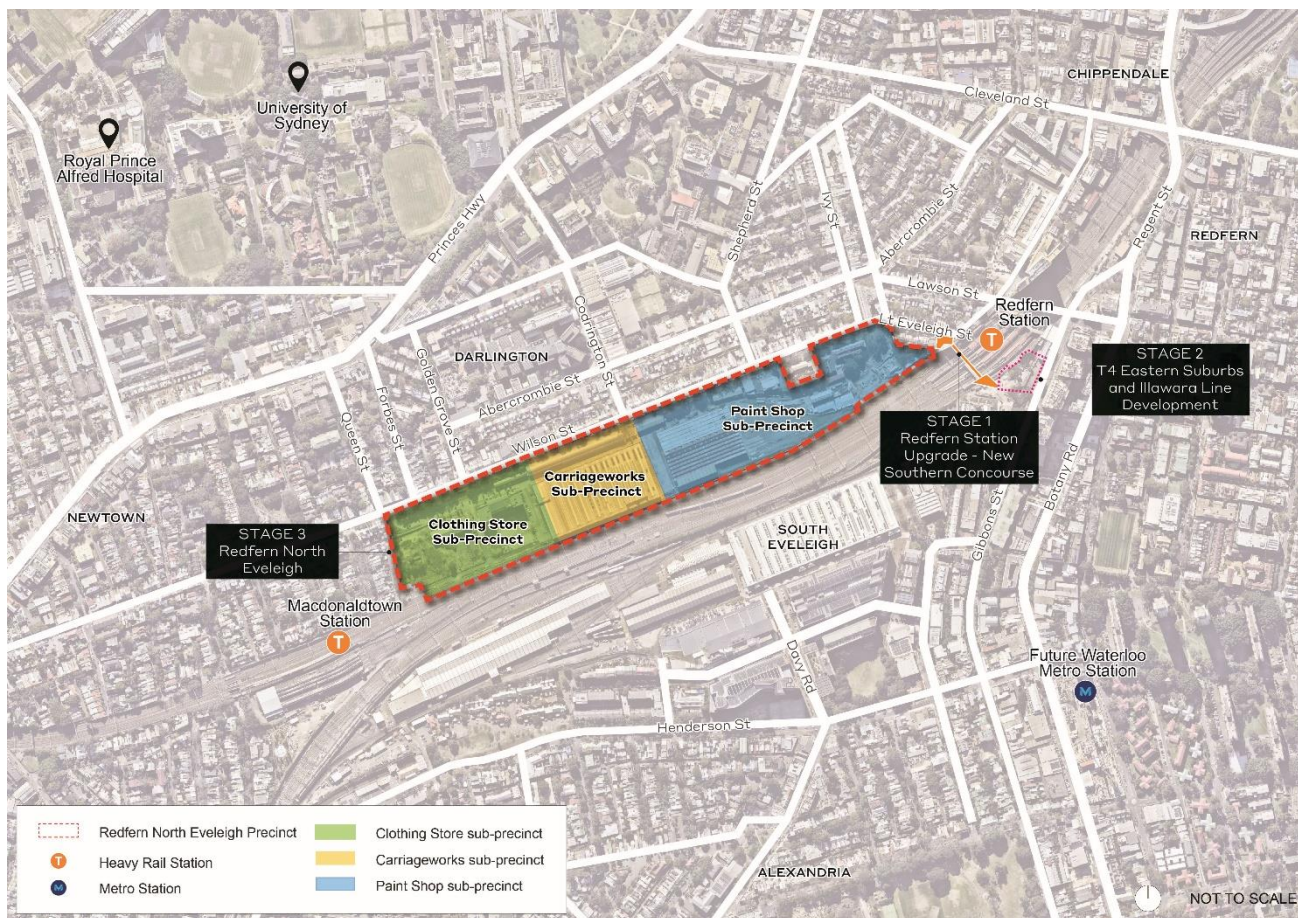 CHIPPENDALE
Cleveland St
University of
Sydney
Royal Prince
Alfred Hospital
Princes Hwy
Shepherd St
Ivy St
Abercrombie St
Regent St
REDFERN
Lawson St
Lt Eveleigh St
Redfern
Station
T
Codrington St
DARLINGTON
Golden Grove St
Forbes St
Queen St
Abercrombie St
Wilson St
STAGE 2
T4 Eastern Suburbs
and Illawara Line
Development
Paint Shop
Sub-Precinct
STAGE 1
Redfern Station
Upgrade - New
Southern Concourse
Carriageworks
Sub-Precinct
Clothing Store
Sub-Precinct
NEWTOWN
STAGE 3
Redfern North
Eveleigh
SOUTH
EVELEIGH
Gibbons St
Botany Rd
Macdonaldtown
Station
T
Davy Rd
Future Waterloo
Metro Station
M
Henderson St
ALEXANDRIA
Redfern North Eveleigh Precinct
T Heavy Rail Station
M Metro Station
Clothing Store sub-precinct
Carriageworks sub-precinct
Paint Shop sub-precinct
NOT TO SCALE